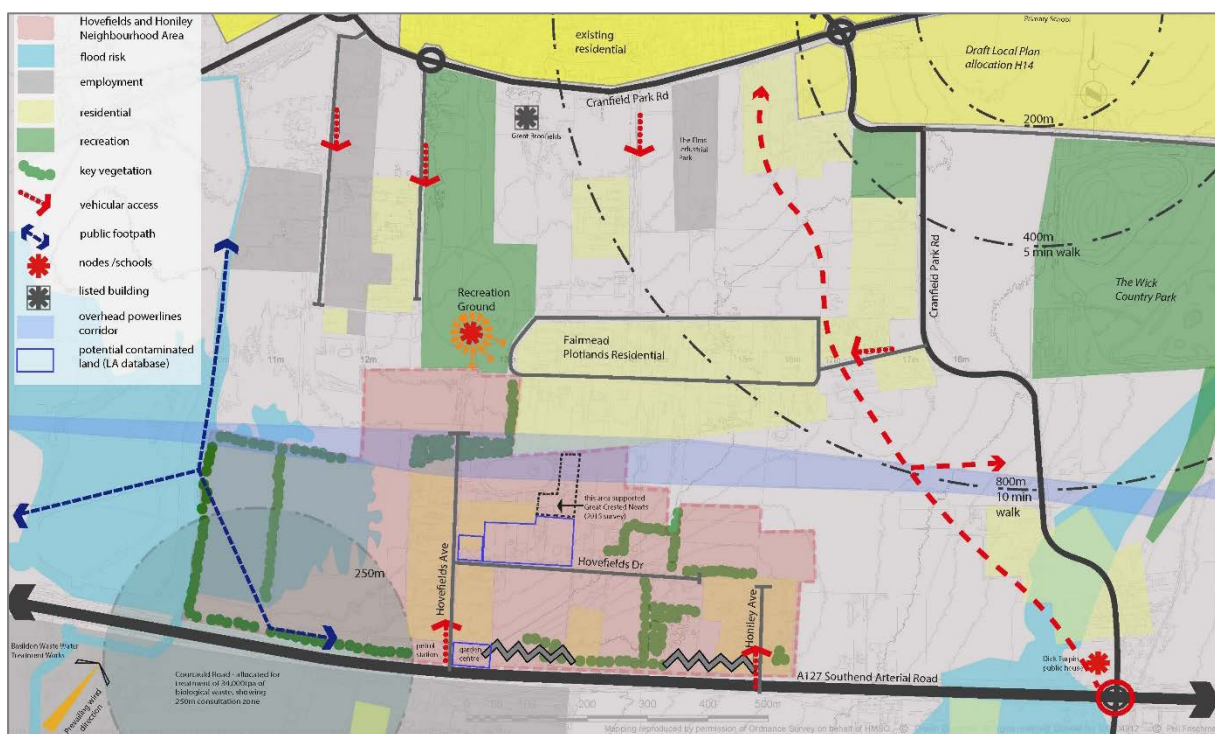 Hovefields and Honiley
Neighbourhood Area
flood risk
employment
residential
recreation
key vegetation
vehicular access
public footpath
nodes /schools
listed building
overhead powerlines
corridor
potential contaminated
land (LA database)
existing
residential
Primary School
Draft Local Plan
allocation H14
200m
Cranfield Park Rd
Great Broomfields
The Elms
Industrial
Park
400m
5 min walk
Cranfield Park Rd
The Wick
Country Park
Recreation
Ground
Fairmead
Plotlands Residential
11m
12m
13m
17m
18m
800m
10 min
walk
this area supported
Great Crested Newts
(2015 survey)
250m
Hovefields Ave
Hovefields Dr
Honiley Ave
petrol
station
garden
centre
Basildon Waste Water
Treatment Works
Prevailing wind
direction
Courtauld Road - allocated for
treatment of 34,000tpa of
biological waste, showing
250m consultation zone
Dick Turpin
public house
A127 Southend Arterial Road
0
100
200
300
400
500m
Mapping reproduced by permission of Ordnance Survey on behalf of HMSO